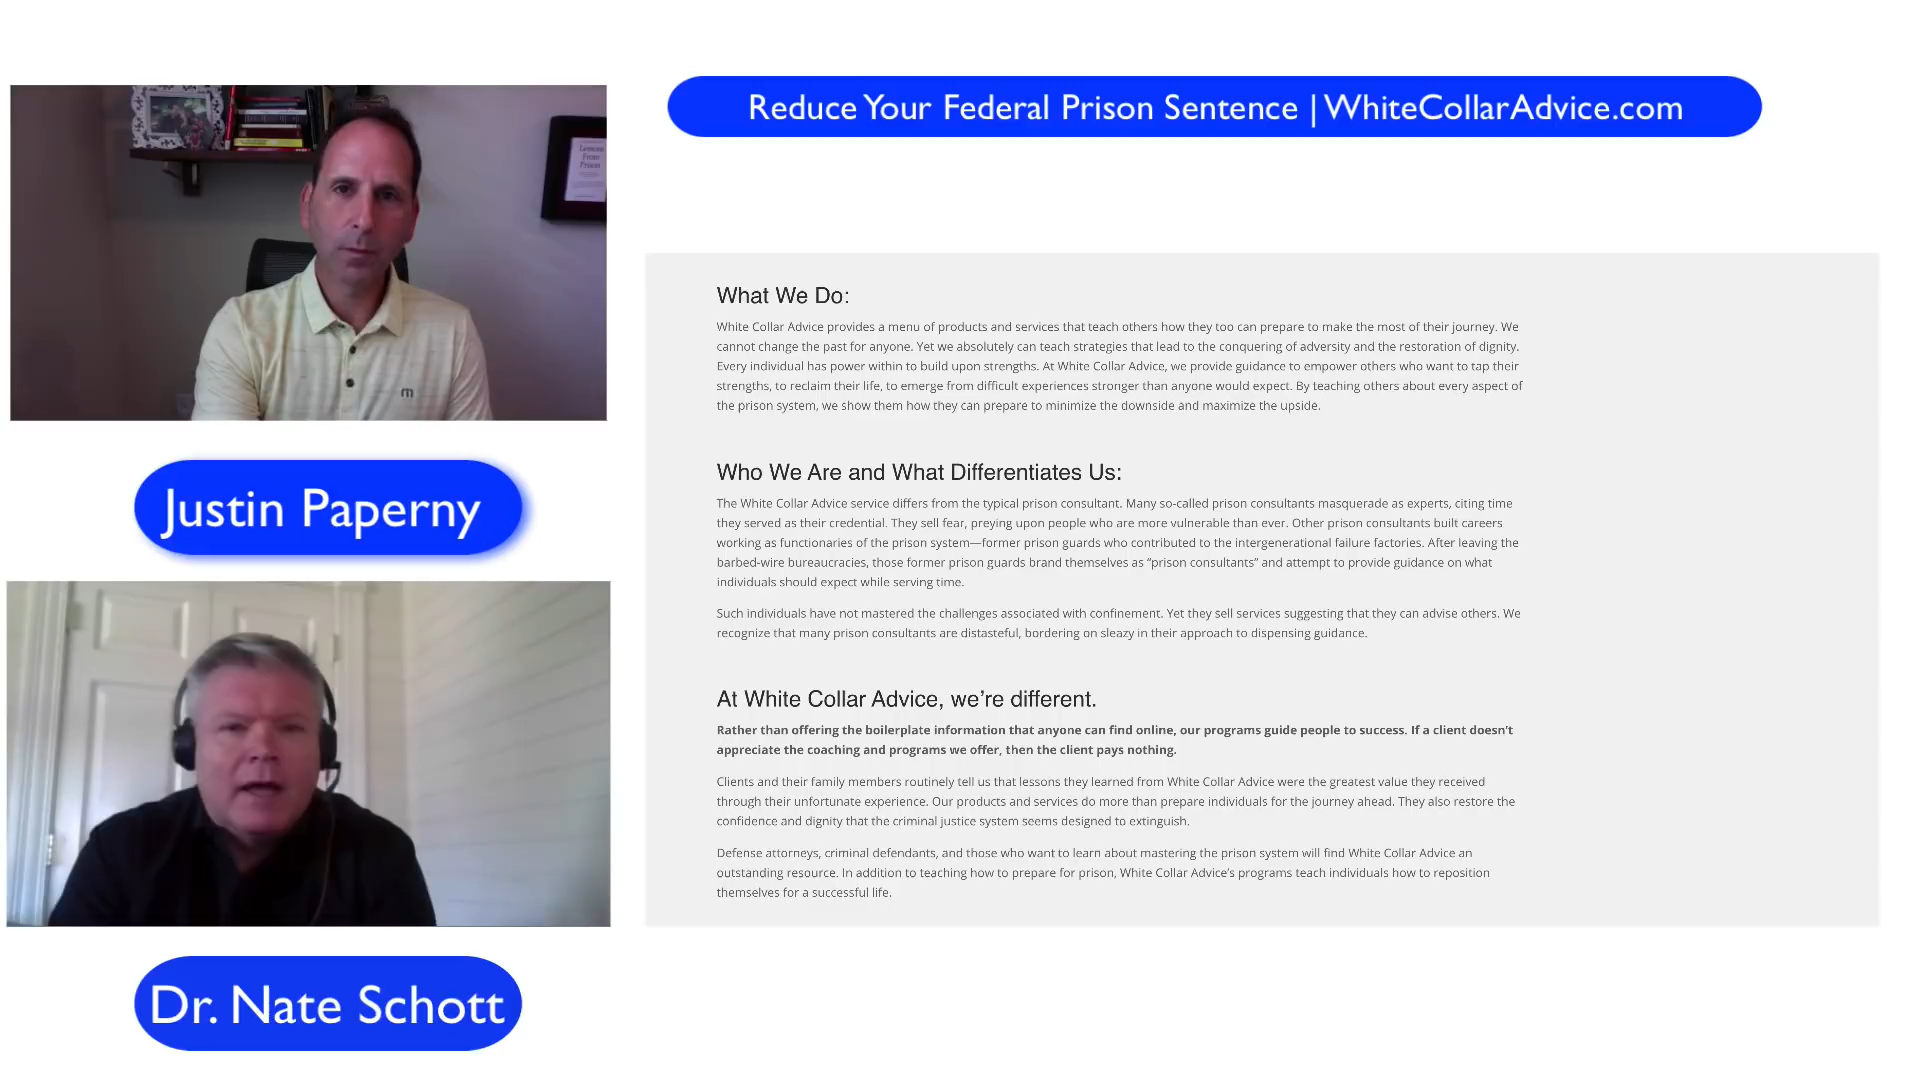 Reduce Your Federal Prison Sentence | WhiteCollarAdvice.com
Lessons
From
Prison
m
Justin Paperny
Dr. Nate Schott
What We Do:
White Collar Advice provides a menu of products and services that teach others how they too can prepare to make the most of their journey. We
cannot change the past for anyone. Yet we absolutely can teach strategies that lead to the conquering of adversity and the restoration of dignity.
Every individual has power within to build upon strengths. At White Collar Advice, we provide guidance to empower others who want to tap their
strengths, to reclaim their life, to emerge from difficult experiences stronger than anyone would expect. By teaching others about every aspect of
the prison system, we show them how they can prepare to minimize the downside and maximize the upside.
Who We Are and What Differentiates Us:
The White Collar Advice service differs from the typical prison consultant. Many so-called prison consultants masquerade as experts, citing time
they served as their credential. They sell fear, preying upon people who are more vulnerable than ever. Other prison consultants built careers
working as functionaries of the prison system—former prison guards who contributed to the intergenerational failure factories. After leaving the
barbed-wire bureaucracies, those former prison guards brand themselves as “prison consultants” and attempt to provide guidance on what
individuals should expect while serving time.
Such individuals have not mastered the challenges associated with confinement. Yet they sell services suggesting that they can advise others. We
recognize that many prison consultants are distasteful, bordering on sleazy in their approach to dispensing guidance.
At White Collar Advice, we’re different.
Rather than offering the boilerplate information that anyone can find online, our programs guide people to success. If a client doesn’t
appreciate the coaching and programs we offer, then the client pays nothing.
Clients and their family members routinely tell us that lessons they learned from White Collar Advice were the greatest value they received
through their unfortunate experience. Our products and services do more than prepare individuals for the journey ahead. They also restore the
confidence and dignity that the criminal justice system seems designed to extinguish.
Defense attorneys, criminal defendants, and those who want to learn about mastering the prison system will find White Collar Advice an
outstanding resource. In addition to teaching how to prepare for prison, White Collar Advice’s programs teach individuals how to reposition
themselves for a successful life.